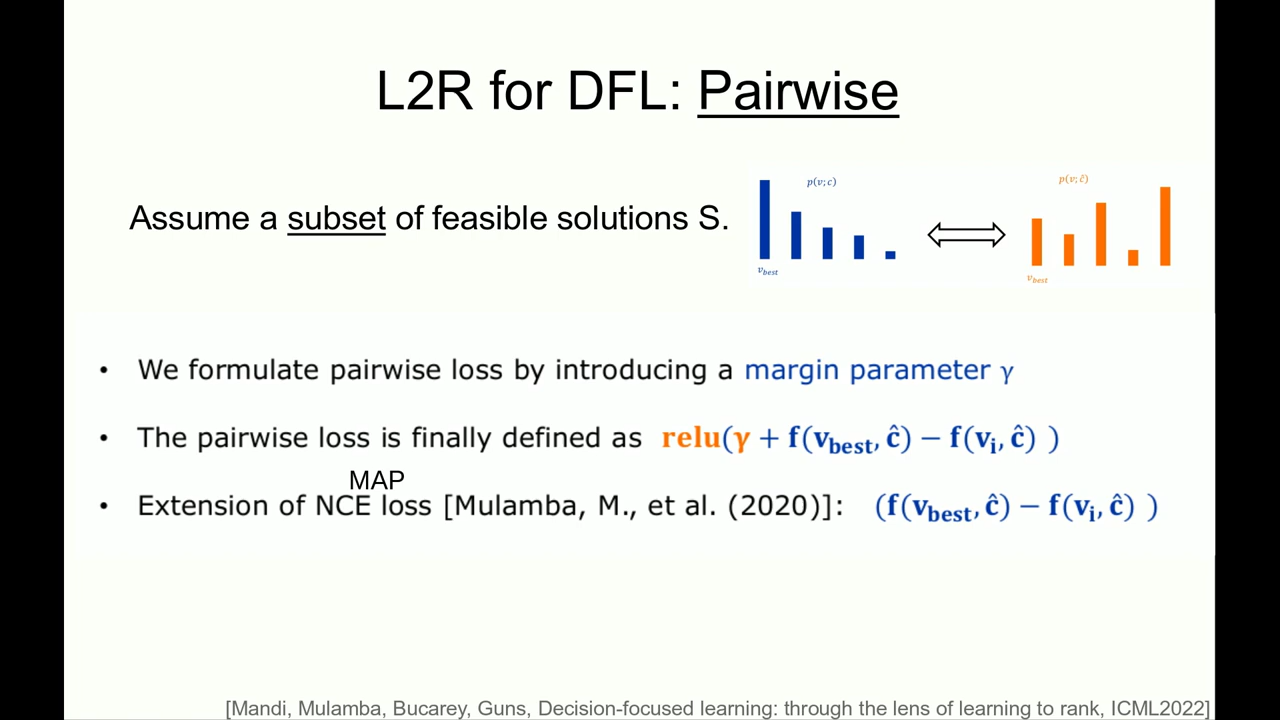 L2R for DFL: Pairwise
Assume a subset of feasible solutions S.
p(v; c)
v_best
p(v; ĉ)
v_best
• We formulate pairwise loss by introducing a margin parameter γ
• The pairwise loss is finally defined as relu(γ + f(v_best, ĉ) − f(v_i, ĉ) )
MAP
• Extension of NCE loss [Mulamba, M., et al. (2020)]: (f(v_best, ĉ) − f(v_i, ĉ) )
[Mandi, Mulamba, Bucarey, Guns, Decision-focused learning: through the lens of learning to rank, ICML2022]